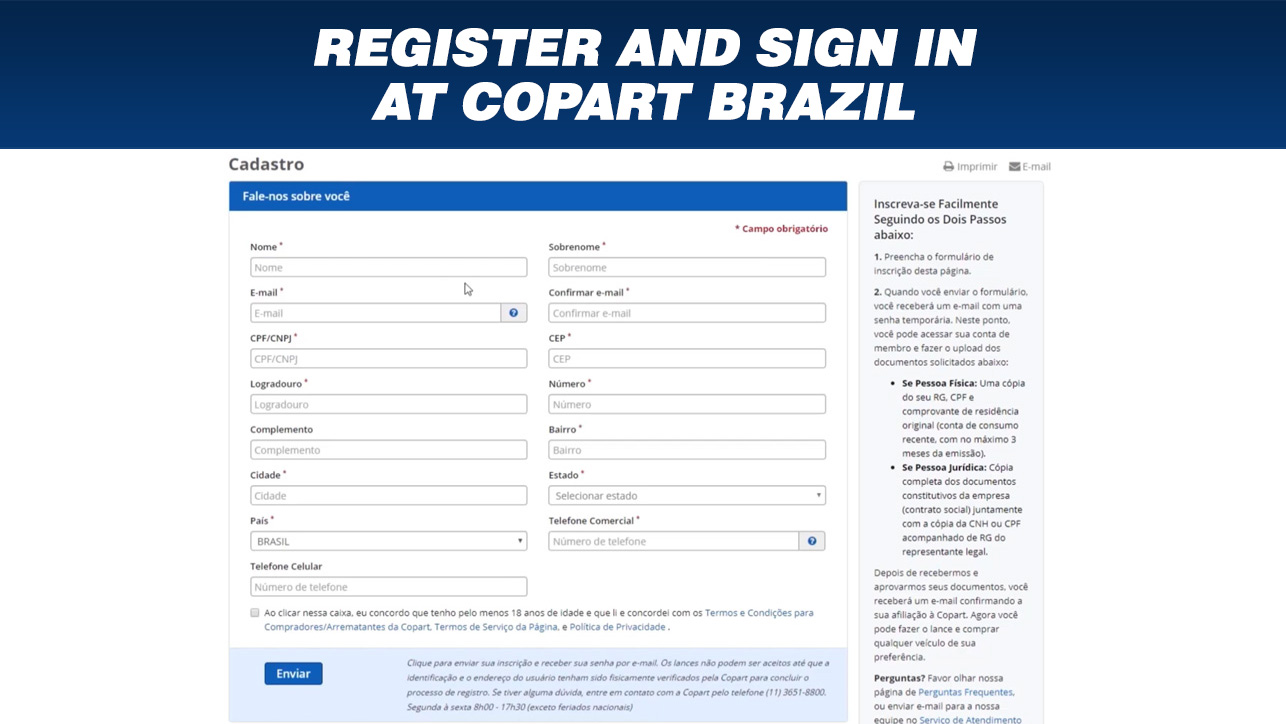 REGISTER AND SIGN IN
AT COPART BRAZIL
Cadastro
Imprimir E-mail
Fale-nos sobre você
* Campo obrigatório
Nome * Sobrenome *
Nome Sobrenome
E-mail * Confirmar e-mail *
E-mail ? Confirmar e-mail
CPF/CNPJ * CEP *
CPF/CNPJ CEP
Logradouro * Número *
Logradouro Número
Complemento Bairro *
Complemento Bairro
Cidade * Estado *
Cidade Selecionar estado
País * Telefone Comercial *
BRASIL Número de telefone ?
Telefone Celular
Número de telefone
Ao clicar nessa caixa, eu concordo que tenho pelo menos 18 anos de idade e que li e concordei com os Termos e Condições para
Compradores/Arrematantes da Copart, Termos de Serviço da Página, e Política de Privacidade .
Enviar
Clique para enviar sua inscrição e receber sua senha por e-mail. Os lances não podem ser aceitos até que a
identificação e o endereço do usuário tenham sido fisicamente verificados pela Copart para concluir o
processo de registro. Se tiver alguma dúvida, entre em contato com a Copart pelo telefone (11) 3651-8800.
Segunda à sexta 8h00 - 17h30 (exceto feriados nacionais)
Inscreva-se Facilmente
Seguindo os Dois Passos
abaixo:
1. Preencha o formulário de
inscrição desta página.
2. Quando você enviar o formulário,
você receberá um e-mail com uma
senha temporária. Neste ponto,
você pode acessar sua conta de
membro e fazer o upload dos
documentos solicitados abaixo:
• Se Pessoa Física: Uma cópia
do seu RG, CPF e
comprovante de residência
original (conta de consumo
recente, com no máximo 3
meses da emissão).
• Se Pessoa Jurídica: Cópia
completa dos documentos
constitutivos da empresa
(contrato social) juntamente
com a cópia da CNH ou CPF
acompanhado de RG do
representante legal.
Depois de recebermos e
aprovarmos seus documentos, você
receberá um e-mail confirmando a
sua afiliação à Copart. Agora você
pode fazer o lance e comprar
qualquer veículo de sua
preferência.
Perguntas? Favor olhar nossa
página de Perguntas Frequentes,
ou enviar e-mail para a nossa
equipe no Serviço de Atendimento